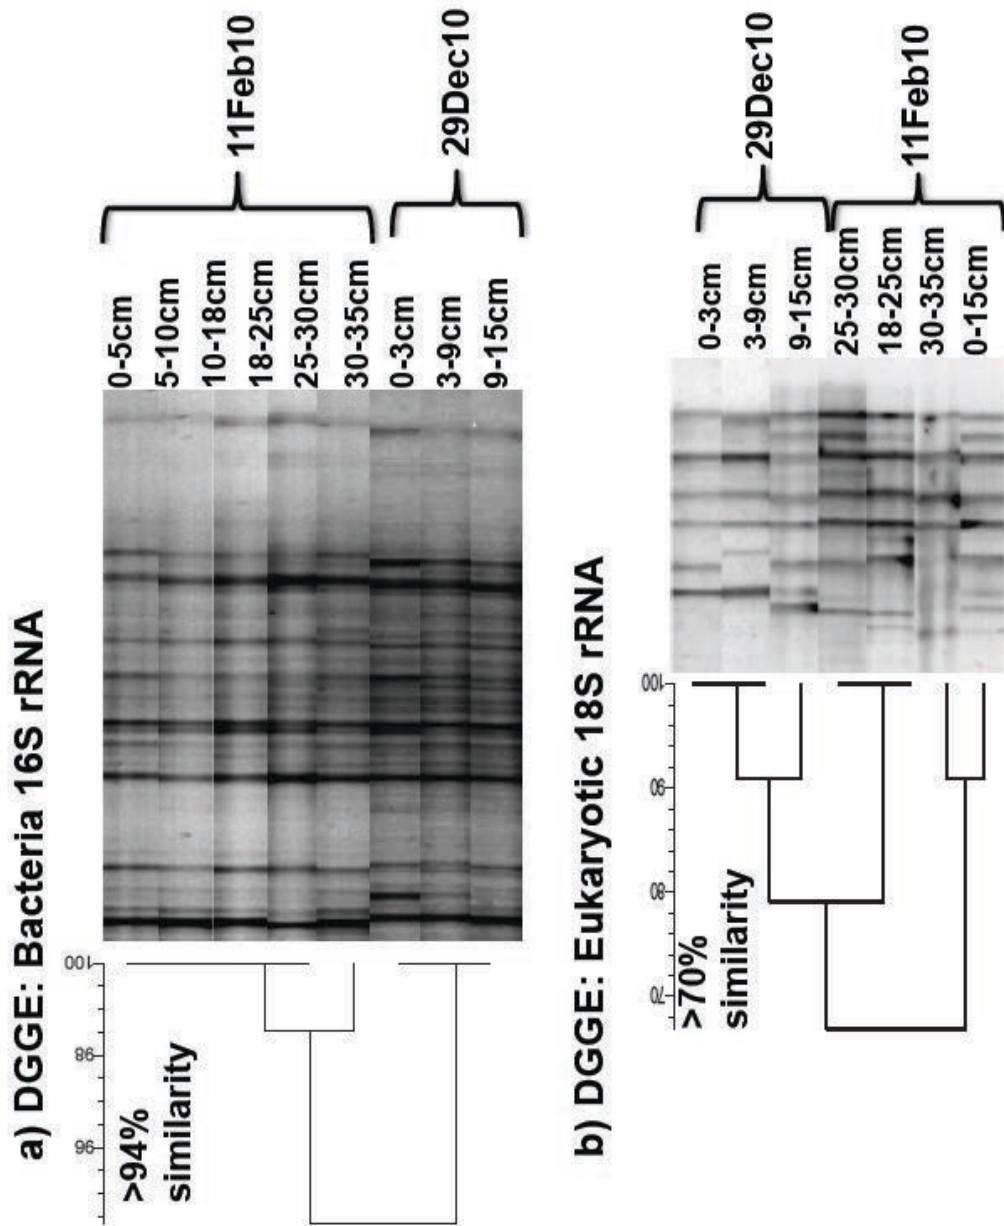 a) DGGE: Bacteria 16S rRNA
>94%
similarity
96
98
100
0-5cm
5-10cm
10-18cm
18-25cm
25-30cm
30-35cm
0-3cm
3-9cm
9-15cm
11Feb10
29Dec10
b) DGGE: Eukaryotic 18S rRNA
>70%
similarity
70
80
90
100
0-3cm
3-9cm
9-15cm
25-30cm
18-25cm
30-35cm
0-15cm
29Dec10
11Feb10